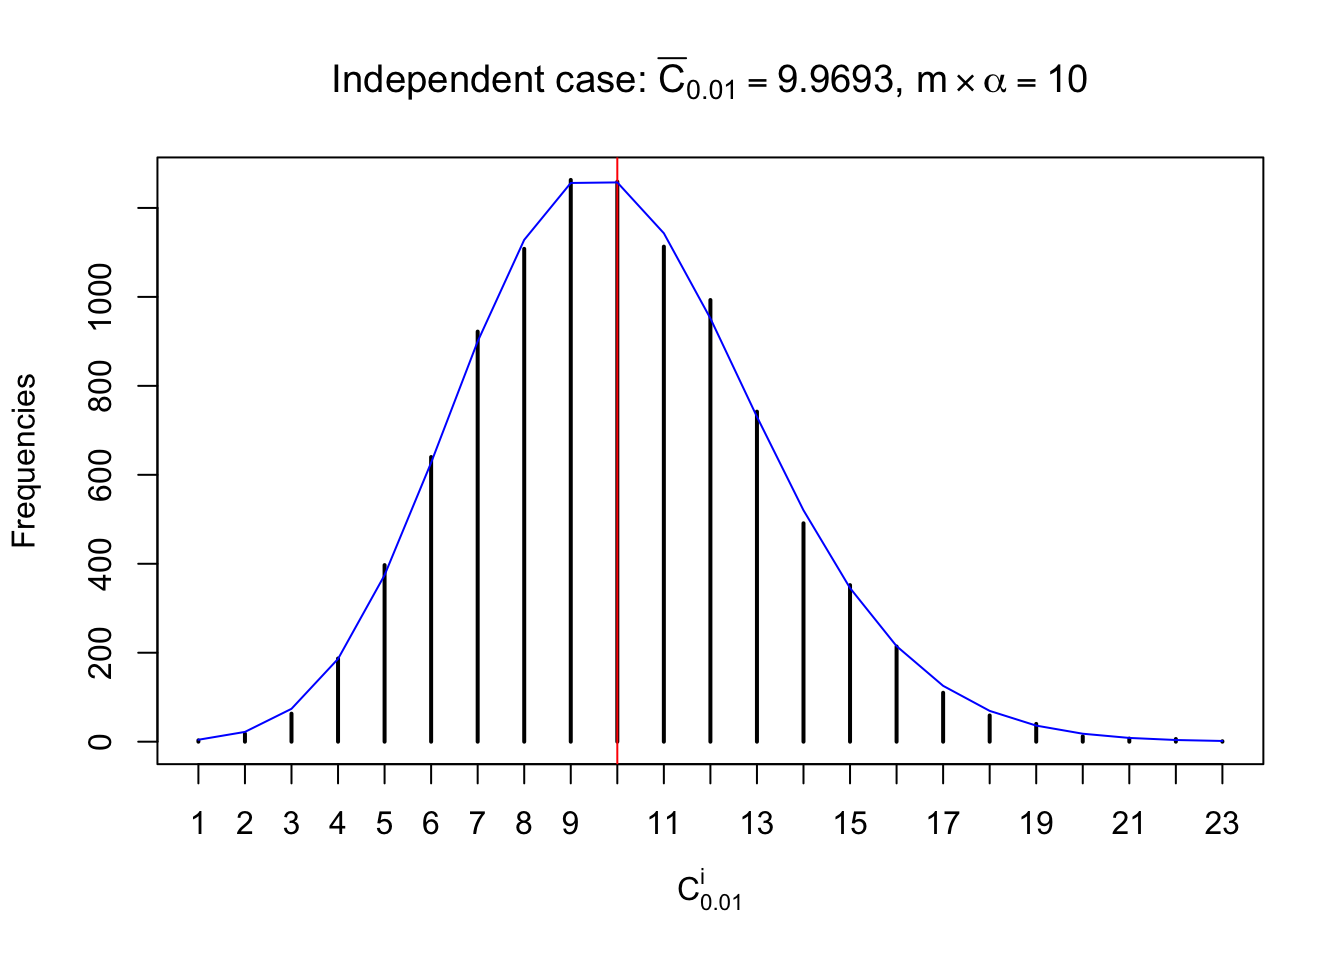 Independent case: C̅0.01 = 9.9693, m × α = 10
Frequencies
1000
800
600
400
200
0
1 2 3 4 5 6 7 8 9 11 13 15 17 19 21 23
C^i_0.01